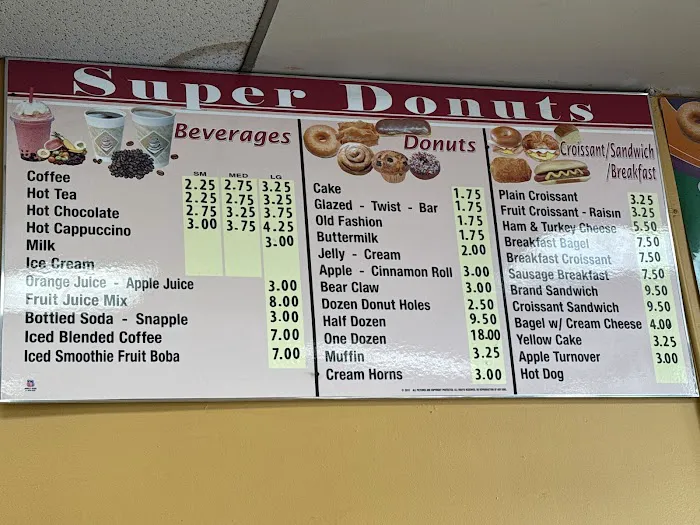 Super Donuts
Beverages
SM MED LG
Coffee 2.25 2.75 3.25
Hot Tea 2.25 2.75 3.25
Hot Chocolate 2.75 3.25 3.75
Hot Cappuccino 3.00 3.75 4.25
Milk 3.00
Ice Cream
Orange Juice - Apple Juice 3.00
Fruit Juice Mix 8.00
Bottled Soda - Snapple 3.00
Iced Blended Coffee 7.00
Iced Smoothie Fruit Boba 7.00
Donuts
Cake 1.75
Glazed - Twist - Bar 1.75
Old Fashion 1.75
Buttermilk 1.75
Jelly - Cream 2.00
Apple - Cinnamon Roll 3.00
Bear Claw 3.00
Dozen Donut Holes 2.50
Half Dozen 9.50
One Dozen 18.00
Muffin 3.25
Cream Horns 3.00
Croissant/Sandwich
/Breakfast
Plain Croissant 3.25
Fruit Croissant - Raisin 3.25
Ham & Turkey Cheese 5.50
Breakfast Bagel 7.50
Breakfast Croissant 7.50
Sausage Breakfast 7.50
Brand Sandwich 9.50
Croissant Sandwich 9.50
Bagel w/ Cream Cheese 4.00
Yellow Cake 3.25
Apple Turnover 3.00
Hot Dog